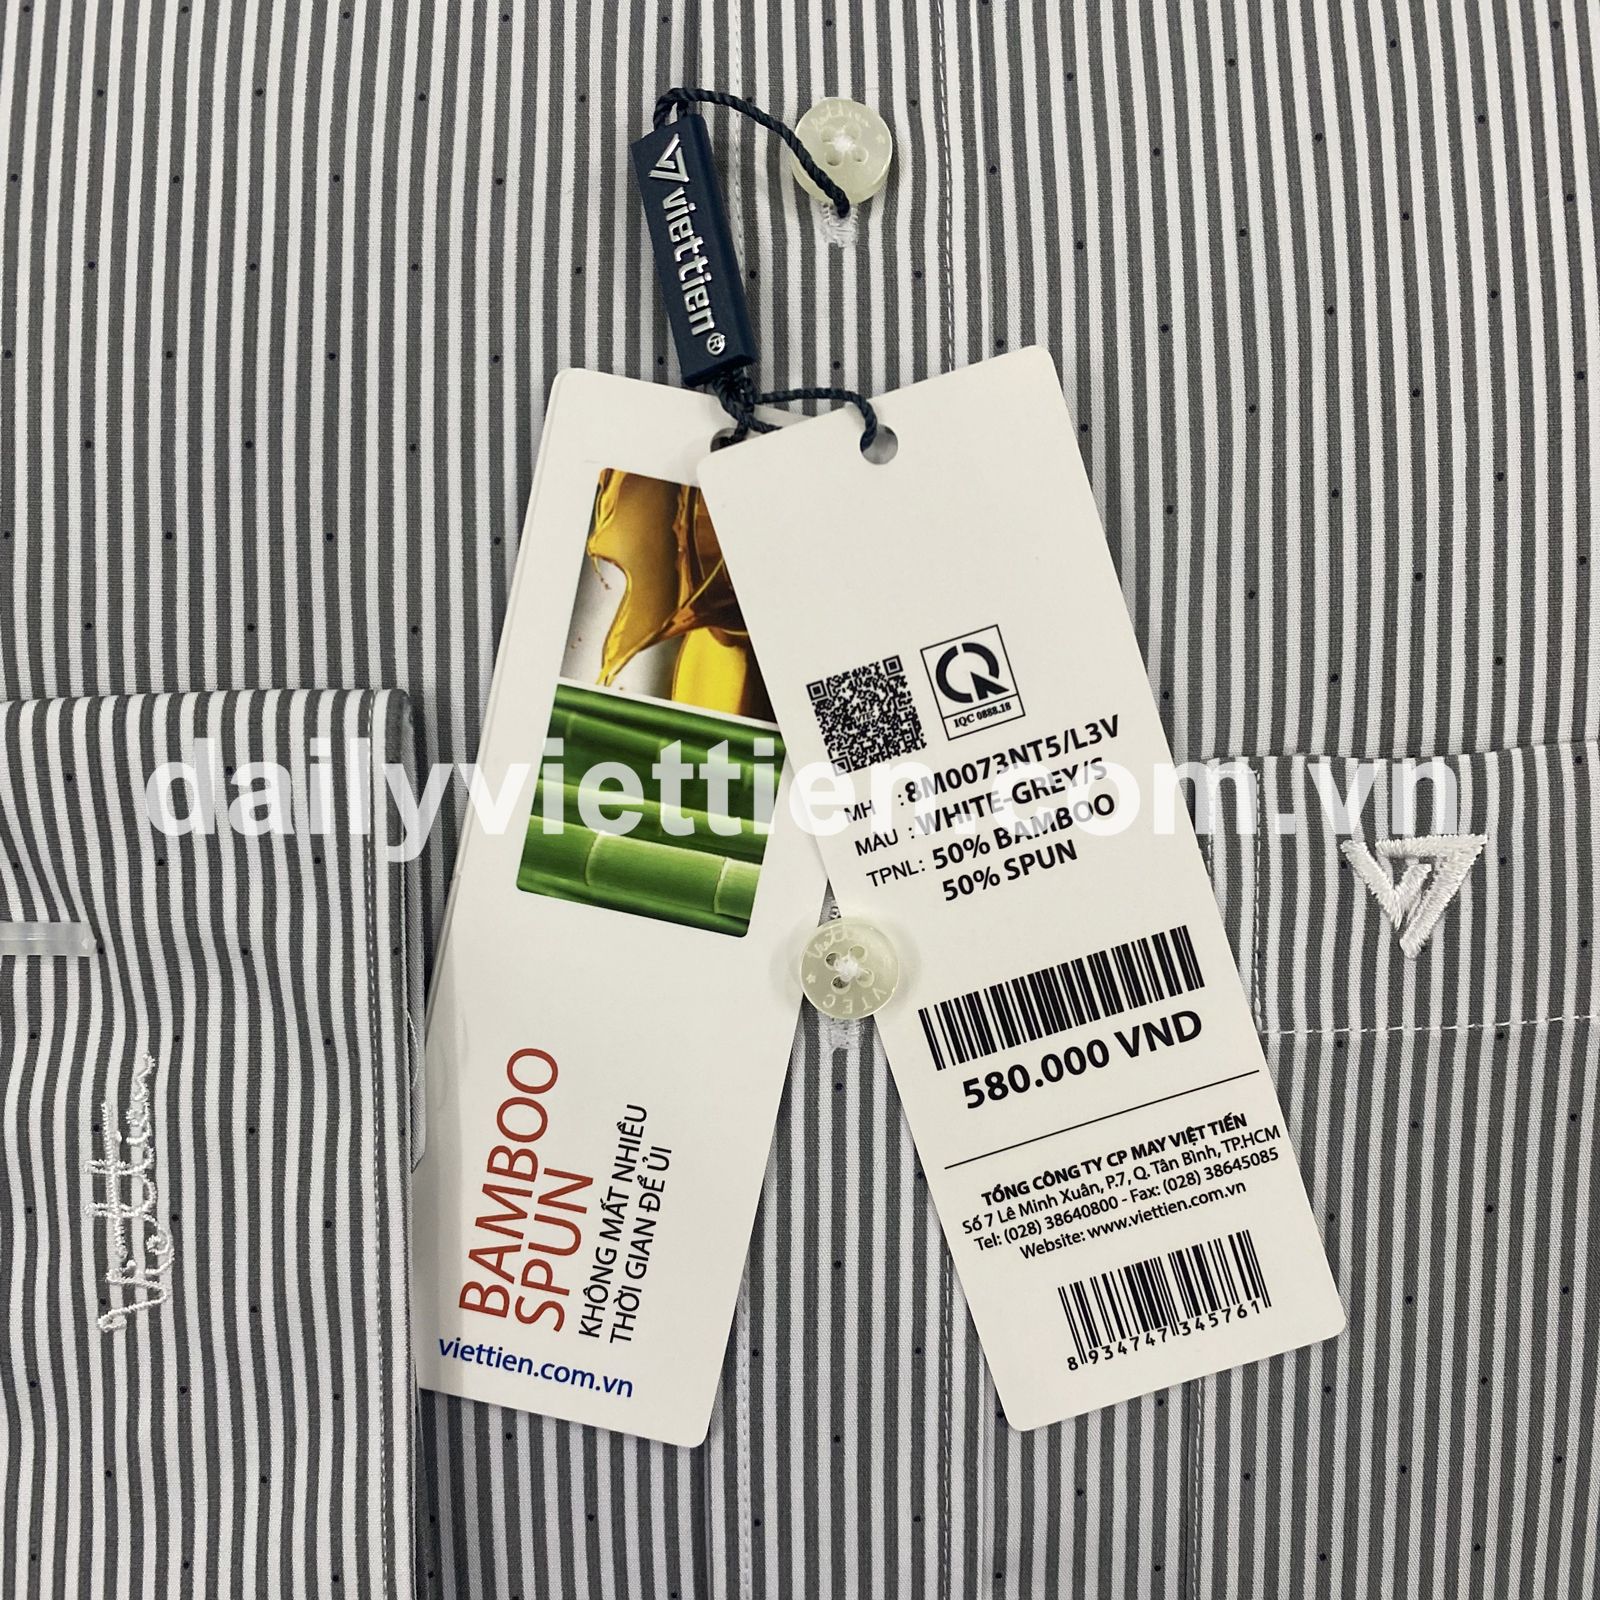 viettien®
IQC 0888.18
MH : 8M0073NT5/L3V
MÀU : WHITE-GREY/S
TPNL: 50% BAMBOO
50% SPUN
580.000 VND
TỔNG CÔNG TY CP MAY VIỆT TIẾN
Số 7 Lê Minh Xuân, P.7, Q. Tân Bình, TP.HCM
Tel: (028) 38640800 - Fax: (028) 38645085
Website: www.viettien.com.vn
8934747345761
BAMBOO
SPUN
KHÔNG MẤT NHIỀU
THỜI GIAN ĐỂ ỦI
viettien.com.vn
dailyviettien.com.vn
Viettien
VTEC